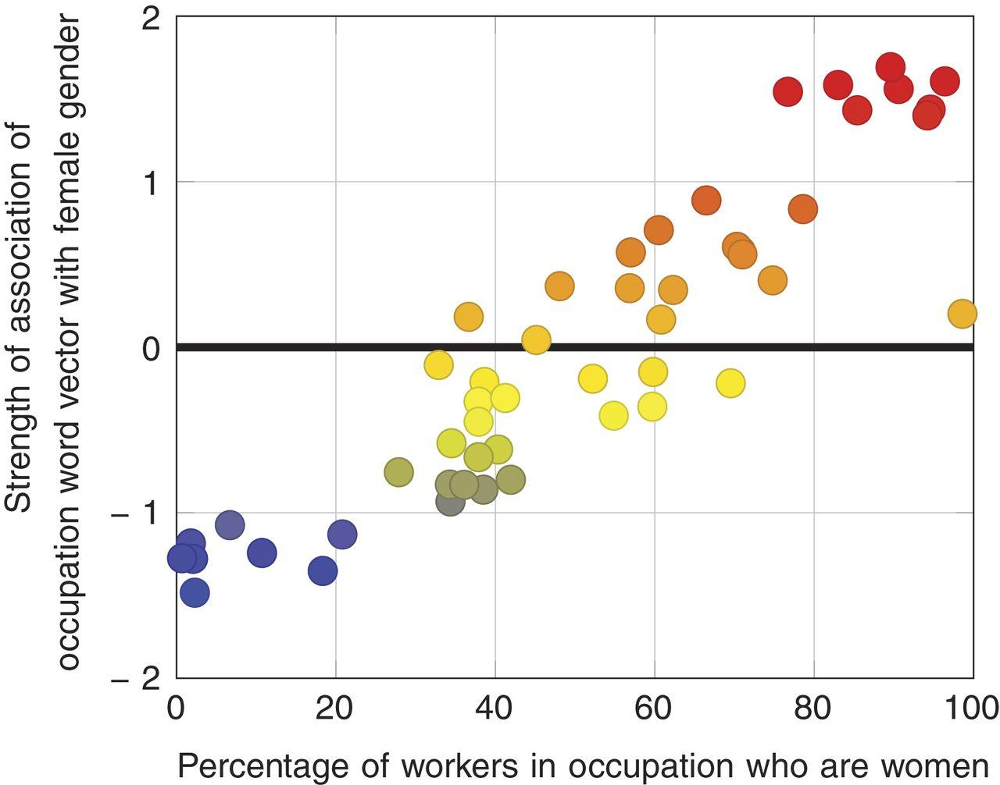 Strength of association of
occupation word vector with female gender
2
1
0
– 1
– 2
0 20 40 60 80 100
Percentage of workers in occupation who are women